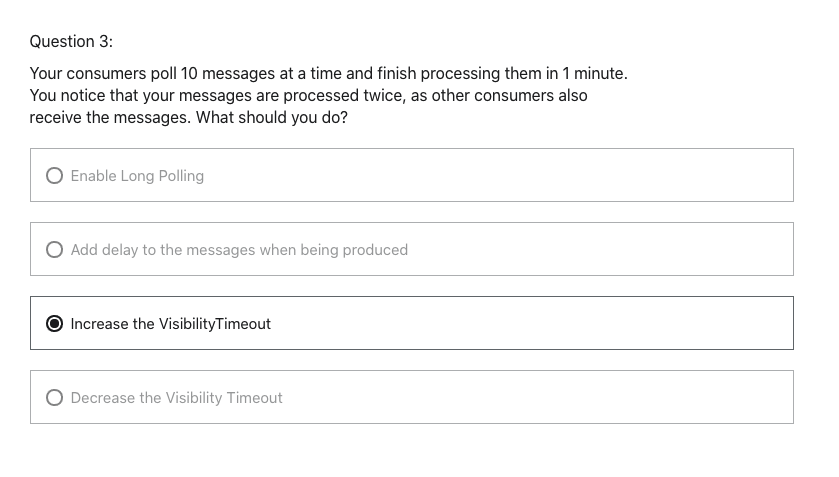 Question 3:
Your consumers poll 10 messages at a time and finish processing them in 1 minute.
You notice that your messages are processed twice, as other consumers also
receive the messages. What should you do?
Enable Long Polling
Add delay to the messages when being produced
Increase the VisibilityTimeout
Decrease the Visibility Timeout